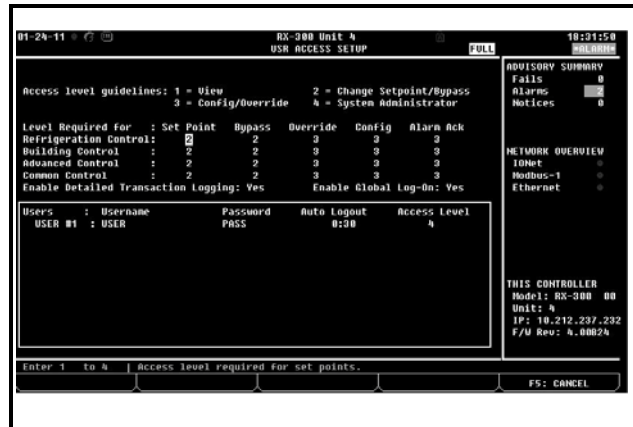 01-24-11 RX-300 Unit 4 18:31:50
USR ACCESS SETUP FULL *ALARM*
ADVISORY SUMMARY
Fails 0
Access level guidelines: 1 = View 2 = Change Setpoint/Bypass Alarms 2
3 = Config/Override 4 = System Administrator Notices 0
Level Required for : Set Point Bypass Override Config Alarm Ack
Refrigeration Control: 2 2 3 3 3
Building Control : 2 2 3 3 3 NETWORK OVERVIEW
Advanced Control : 2 2 3 3 3 IONet
Common Control : 2 2 3 3 3 Modbus-1
Enable Detailed Transaction Logging: Yes Enable Global Log-On: Yes Ethernet
Users : Username Password Auto Logout Access Level
USER #1 : USER PASS 0:30 4
THIS CONTROLLER
Model: RX-300 00
Unit: 4
IP: 10.212.237.232
F/W Rev: 4.00B24
Enter 1 to 4 | Access level required for set points.
F5: CANCEL